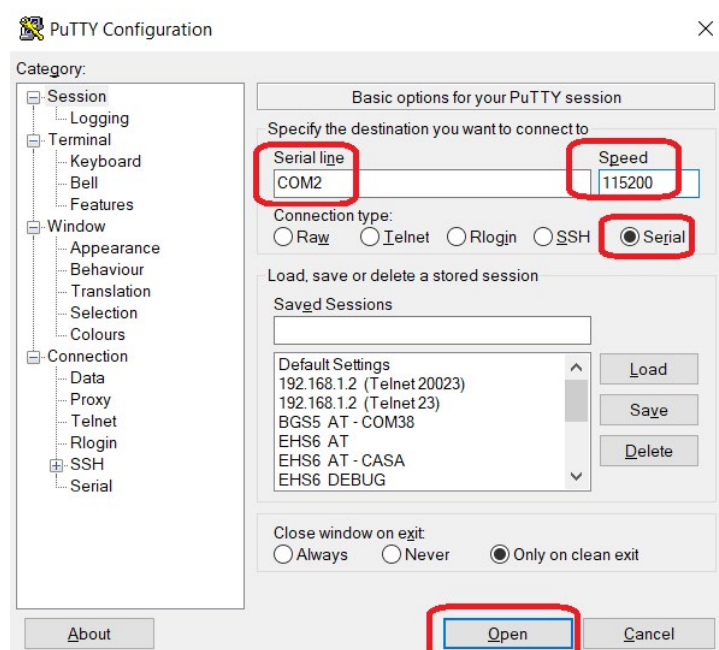 PuTTY Configuration
Category:
Session
Logging
Terminal
Keyboard
Bell
Features
Window
Appearance
Behaviour
Translation
Selection
Colours
Connection
Data
Proxy
Telnet
Rlogin
SSH
Serial
Basic options for your PuTTY session
Specify the destination you want to connect to
Serial line Speed
COM2 115200
Connection type:
Raw Telnet Rlogin SSH Serial
Load, save or delete a stored session
Saved Sessions
Default Settings
192.168.1.2 (Telnet 20023)
192.168.1.2 (Telnet 23)
BGS5 AT - COM38
EHS6 AT
EHS6 AT - CASA
EHS6 DEBUG
Load
Save
Delete
Close window on exit:
Always Never Only on clean exit
About Open Cancel